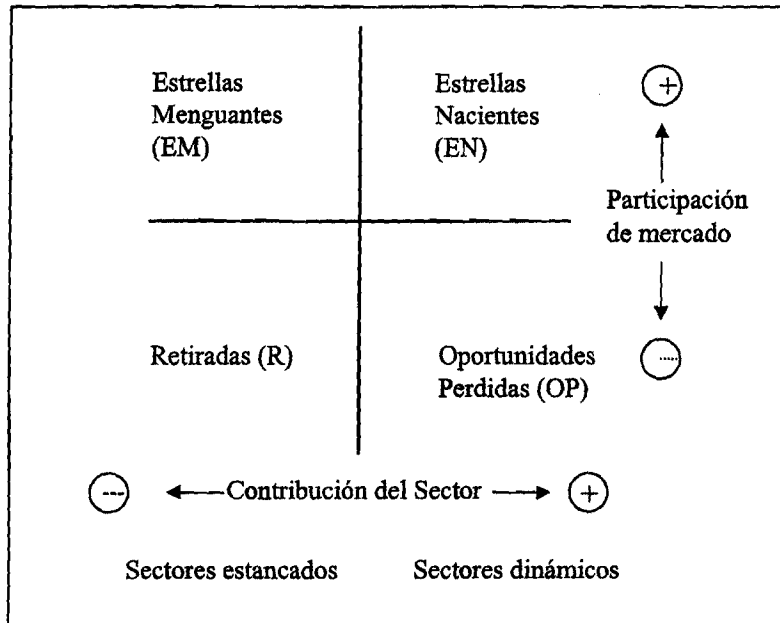 Estrellas
Menguantes
(EM)
Estrellas
Nacientes
(EN)
+
Participación
de mercado
Retiradas (R)
Oportunidades
Perdidas (OP)
-
- Contribución del Sector +
Sectores estancados
Sectores dinámicos